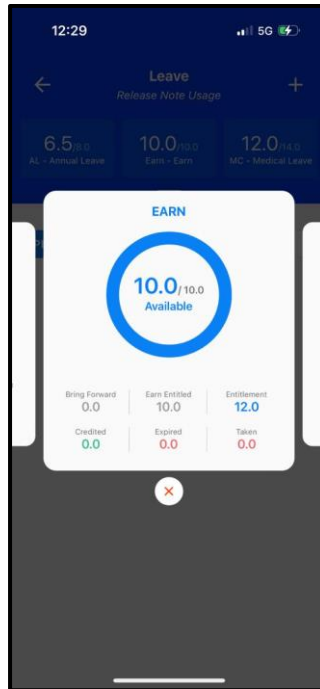 12:29
5G
Leave
Release Note Usage
6.5/9.0
10.0/10.0
12.0/14.0
AL - Annual Leave
Earn - Earn
MC - Medical Leave
EARN
10.0/10.0
Available
Bring Forward
Earn Entitled
Entitlement
0.0
10.0
12.0
Credited
Expired
Taken
0.0
0.0
0.0